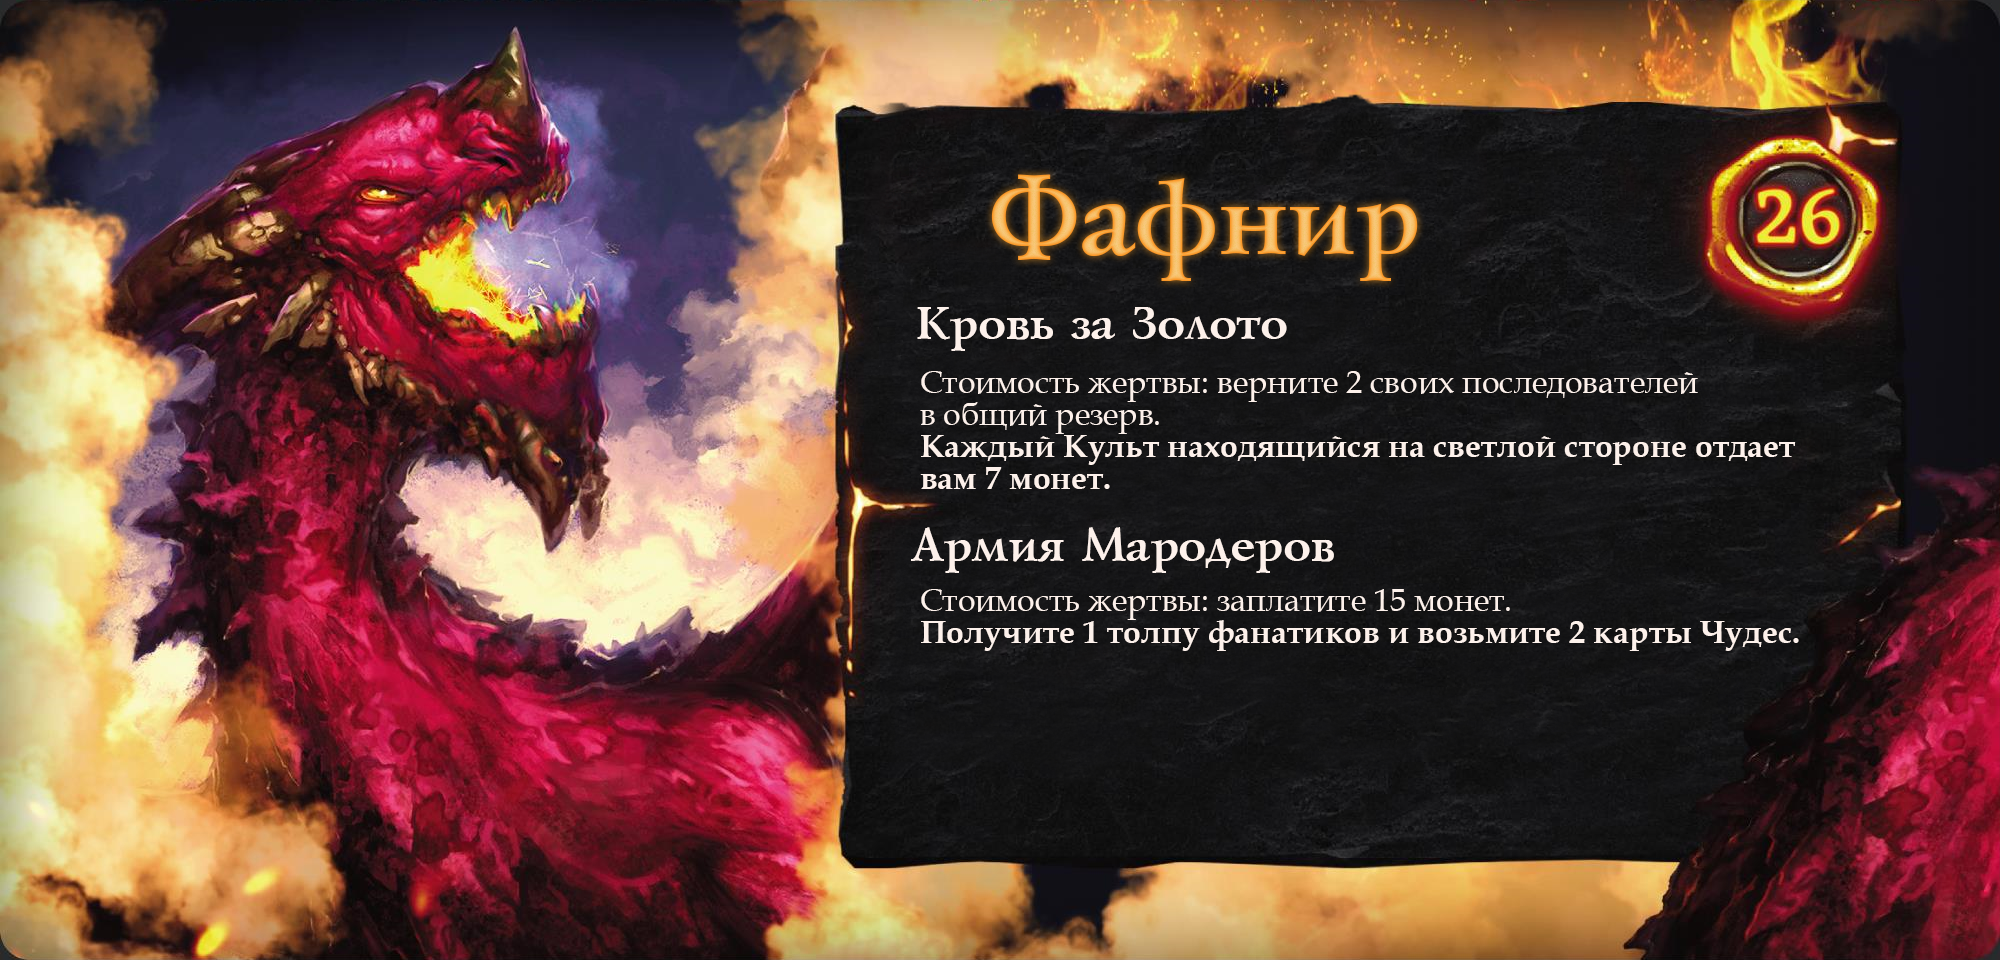 Фафнир
26
Кровь за Золото
Стоимость жертвы: верните 2 своих последователей
в общий резерв.
Каждый Культ находящийся на светлой стороне отдает
вам 7 монет.
Армия Мародеров
Стоимость жертвы: заплатите 15 монет.
Получите 1 толпу фанатиков и возьмите 2 карты Чудес.